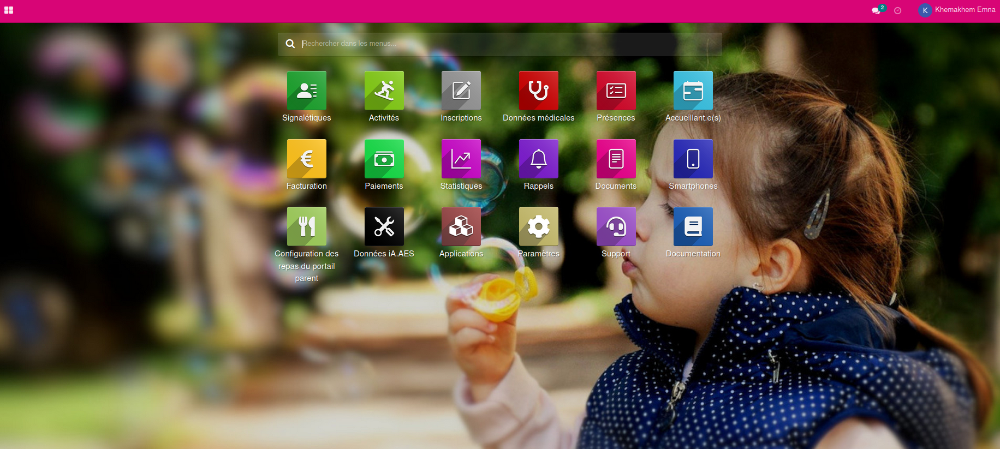 2
K
Khemakhem Emna
Rechercher dans les menus...
Signalétiques
Activités
Inscriptions
Données médicales
Présences
Accueillant.e(s)
Facturation
Paiements
Statistiques
Rappels
Documents
Smartphones
Configuration des
repas du portail
parent
Données iA.AES
Applications
Paramètres
Support
Documentation